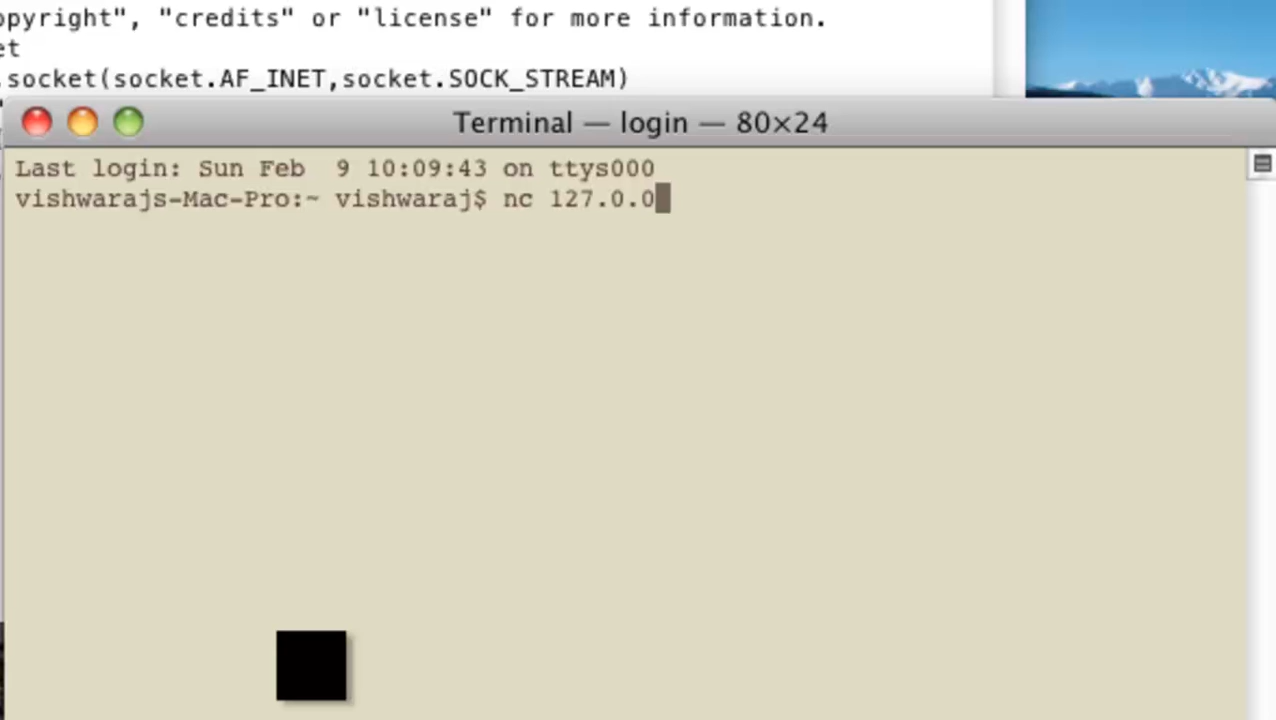 opyright", "credits" or "license" for more information.
et
socket(socket.AF_INET,socket.SOCK_STREAM)
Terminal — login — 80×24
Last login: Sun Feb  9 10:09:43 on ttys000
vishwarajs-Mac-Pro:~ vishwaraj$ nc 127.0.0